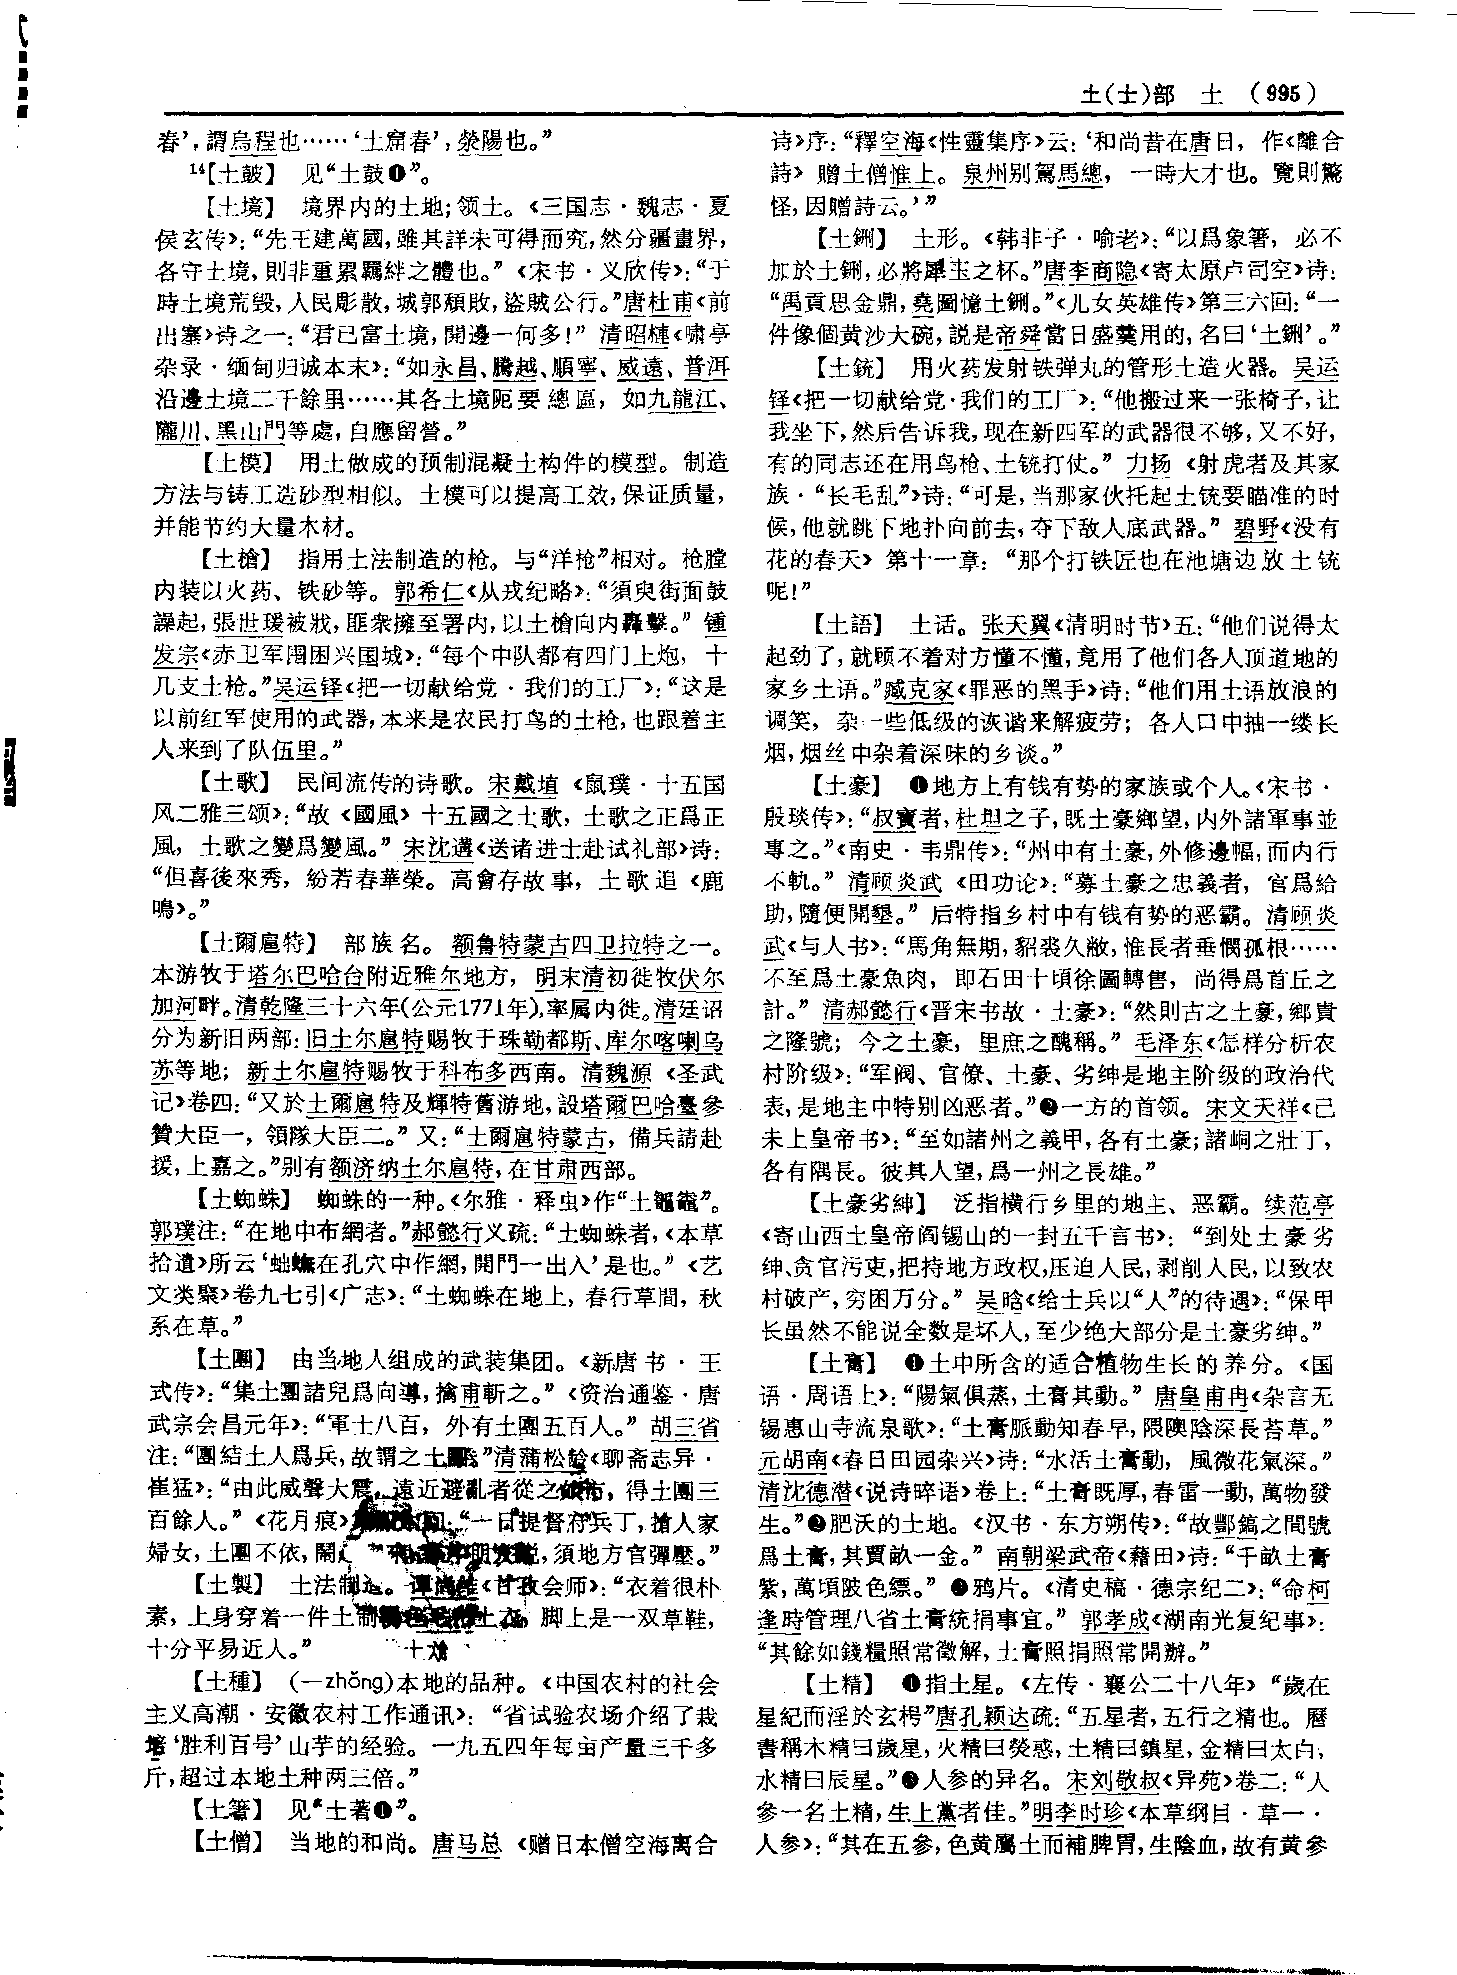 土(士)部　土　(995)
春’，謂烏程也……‘土窟春’，滎陽也。”
14【土皷】　见“土鼓❶”。
【土境】　境界内的土地；领土。《三国志·魏志·夏
侯玄传》：“先王建萬國，雖其詳未可得而究，然分疆畫界，
各守土境，則非重累羈絆之體也。”《宋书·义欣传》：“于
時土境荒毀，人民彫散，城郭頹敗，盜賊公行。”唐杜甫《前
出塞》诗之一：“君已富土境，開邊一何多！”清昭槤《啸亭
杂录·缅甸归诚本末》：“如永昌、騰越、順寧、威遠、普洱
沿邊土境二千餘里……其各土境阨要總區，如九龍江、
隴川、黑山門等處，自應留營。”
【土模】　用土做成的预制混凝土构件的模型。制造
方法与铸工造砂型相似。土模可以提高工效，保证质量，
并能节约大量木材。
【土槍】　指用土法制造的枪。与“洋枪”相对。枪膛
内装以火药、铁砂等。郭希仁《从戎纪略》：“須臾街面鼓
譟起，張世瑗被戕，匪衆擁至署内，以土槍向内轟擊。”锺
发宗《赤卫军围困兴国城》：“每个中队都有四门土炮，十
几支土枪。”吴运铎《把一切献给党·我们的工厂》：“这是
以前红军使用的武器，本来是农民打鸟的土枪，也跟着主
人来到了队伍里。”
【土歌】　民间流传的诗歌。宋戴埴《鼠璞·十五国
风二雅三颂》：“故《國風》十五國之土歌，土歌之正爲正
風，土歌之變爲變風。”宋沈遘《送诸进士赴试礼部》诗：
“但喜後來秀，紛若春華榮。高會存故事，土歌追《鹿
鳴》。”
【土爾扈特】　部族名。额鲁特蒙古四卫拉特之一。
本游牧于塔尔巴哈台附近雅尔地方，明末清初徙牧伏尔
加河畔。清乾隆三十六年(公元1771年)，率属内徙。清廷诏
分为新旧两部：旧土尔扈特赐牧于珠勒都斯、库尔喀喇乌
苏等地；新土尔扈特赐牧于科布多西南。清魏源《圣武
记》卷四：“又於土爾扈特及輝特舊游地，設塔爾巴哈臺參
贊大臣一，領隊大臣二。”又：“土爾扈特蒙古，備兵請赴
援，上嘉之。”别有额济纳土尔扈特，在甘肃西部。
【土蜘蛛】　蜘蛛的一种。《尔雅·释虫》作“土鼅鼄”。
郭璞注：“在地中布網者。”郝懿行义疏：“土蜘蛛者，《本草
拾遺》所云‘蛈蝪在孔穴中作網，開門一出入’是也。”《艺
文类聚》卷九七引《广志》：“土蜘蛛在地上，春行草間，秋
系在草。”
【土團】　由当地人组成的武装集团。《新唐书·王
式传》：“集土團諸兒爲向導，擒甫斬之。”《资治通鉴·唐
武宗会昌元年》：“軍士八百，外有土團五百人。”胡三省
注：“團結土人爲兵，故謂之土團。”清蒲松龄《聊斋志异·
崔猛》：“由此威聲大震，遠近避亂者從之如市，得土團三
百餘人。”《花月痕》回：“一日提督府兵丁，搶人家
婦女，土團不依，鬧，須地方官彈壓。”
【土製】　土法制造。谭尚维《甘孜会师》：“衣着很朴
素，上身穿着一件土制土衣，脚上是一双草鞋，
十分平易近人。”
【土種】　(一zhǒng)本地的品种。《中国农村的社会
主义高潮·安徽农村工作通讯》：“省试验农场介绍了栽
培‘胜利百号’山芋的经验。一九五四年每亩产量三千多
斤，超过本地土种两三倍。”
【土箸】　见“土著❶”。
【土僧】　当地的和尚。唐马总《赠日本僧空海离合
诗》序：“釋空海《性靈集序》云：‘和尚昔在唐日，作《離合
詩》贈土僧惟上。泉州别駕馬總，一時大才也。覽則驚
怪，因贈詩云。’”
【土鉶】　土形。《韩非子·喻老》：“以爲象箸，必不
加於土鉶，必將犀玉之杯。”唐李商隐《寄太原卢司空》诗：
“禹貢思金鼎，堯圖憶土鉶。”《儿女英雄传》第三六回：“一
件像個黄沙大碗，説是帝舜當日盛羹用的，名曰‘土鉶’。”
【土銃】　用火药发射铁弹丸的管形土造火器。吴运
铎《把一切献给党·我们的工厂》：“他搬过来一张椅子，让
我坐下，然后告诉我，现在新四军的武器很不够，又不好，
有的同志还在用鸟枪、土铳打仗。”力扬《射虎者及其家
族·“长毛乱”》诗：“可是，当那家伙托起土铳要瞄准的时
候，他就跳下地扑向前去，夺下敌人底武器。”碧野《没有
花的春天》第十一章：“那个打铁匠也在池塘边放土铳
呢！”
【土語】　土话。张天翼《清明时节》五：“他们说得太
起劲了，就顾不着对方懂不懂，竟用了他们各人顶道地的
家乡土语。”臧克家《罪恶的黑手》诗：“他们用土语放浪的
调笑，杂一些低级的诙谐来解疲劳；各人口中抽一缕长
烟，烟丝中杂着深味的乡谈。”
【土豪】　❶地方上有钱有势的家族或个人。《宋书·
殷琰传》：“叔寶者，杜坦之子，既土豪鄉望，内外諸軍事並
專之。”《南史·韦鼎传》：“州中有土豪，外修邊幅，而内行
不軌。”清顾炎武《田功论》：“募土豪之忠義者，官爲給
助，隨便開墾。”后特指乡村中有钱有势的恶霸。清顾炎
武《与人书》：“馬角無期，貂裘久敝，惟長者垂憫孤根……
不至爲土豪魚肉，即石田十頃徐圖轉售，尚得爲首丘之
計。”清郝懿行《晋宋书故·土豪》：“然則古之土豪，鄉貴
之隆號；今之土豪，里庶之醜稱。”毛泽东《怎样分析农
村阶级》：“军阀、官僚、土豪、劣绅是地主阶级的政治代
表，是地主中特别凶恶者。”❷一方的首领。宋文天祥《己
未上皇帝书》：“至如諸州之義甲，各有土豪；諸峒之壯丁，
各有隅長。彼其人望，爲一州之長雄。”
【土豪劣紳】　泛指横行乡里的地主、恶霸。续范亭
《寄山西土皇帝阎锡山的一封五千言书》：“到处土豪劣
绅、贪官污吏，把持地方政权，压迫人民，剥削人民，以致农
村破产，穷困万分。”吴晗《给士兵以“人”的待遇》：“保甲
长虽然不能说全数是坏人，至少绝大部分是土豪劣绅。”
【土膏】　❶土中所含的适合植物生长的养分。《国
语·周语上》：“陽氣俱蒸，土膏其動。”唐皇甫冉《杂言无
锡惠山寺流泉歌》：“土膏脈動知春早，隈隩陰深長苔草。”
元胡南《春日田园杂兴》诗：“水活土膏動，風微花氣深。”
清沈德潜《说诗晬语》卷上：“土膏既厚，春雷一動，萬物發
生。”❷肥沃的土地。《汉书·东方朔传》：“故酆鎬之間號
爲土膏，其賈畝一金。”南朝梁武帝《藉田》诗：“千畝土膏
紫，萬頃陂色縹。”❸鸦片。《清史稿·德宗纪二》：“命柯
逢時管理八省土膏統捐事宜。”郭孝成《湖南光复纪事》：
“其餘如錢糧照常徵解，土膏照捐照常開辦。”
【土精】　❶指土星。《左传·襄公二十八年》“歲在
星紀而淫於玄枵”唐孔颖达疏：“五星者，五行之精也。曆
書稱木精曰歲星，火精曰熒惑，土精曰鎮星，金精曰太白，
水精曰辰星。”❷人参的异名。宋刘敬叔《异苑》卷二：“人
參一名土精，生上黨者佳。”明李时珍《本草纲目·草一·
人参》：“其在五參，色黄屬土而補脾胃，生陰血，故有黄參